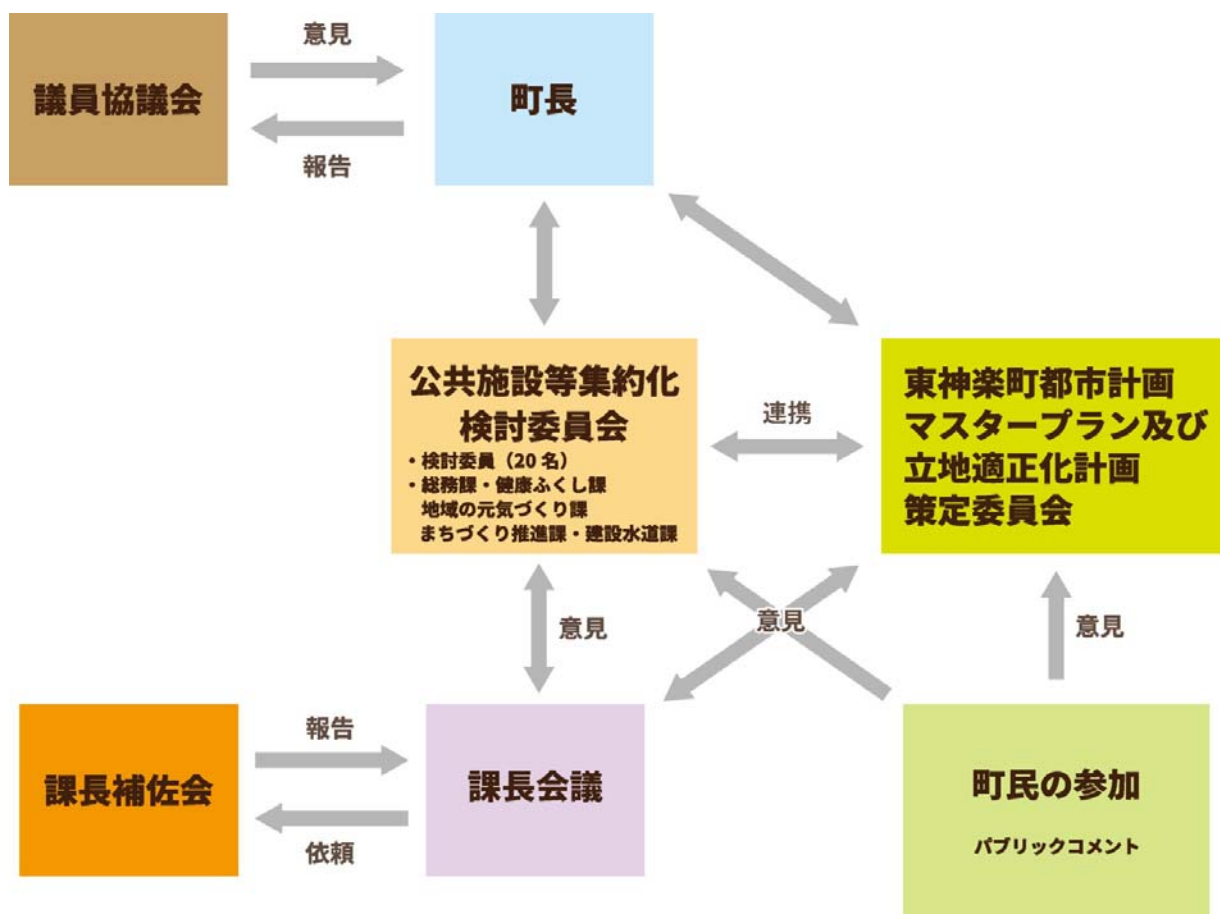 意見
議員協議会
町長
報告
公共施設等集約化
検討委員会
・検討委員（20名）
・総務課・健康ふくし課
地域の元気づくり課
まちづくり推進課・建設水道課
連携
東神楽町都市計画
マスタープラン及び
立地適正化計画
策定委員会
意見
意見
意見
報告
課長補佐会
課長会議
依頼
町民の参加
パブリックコメント